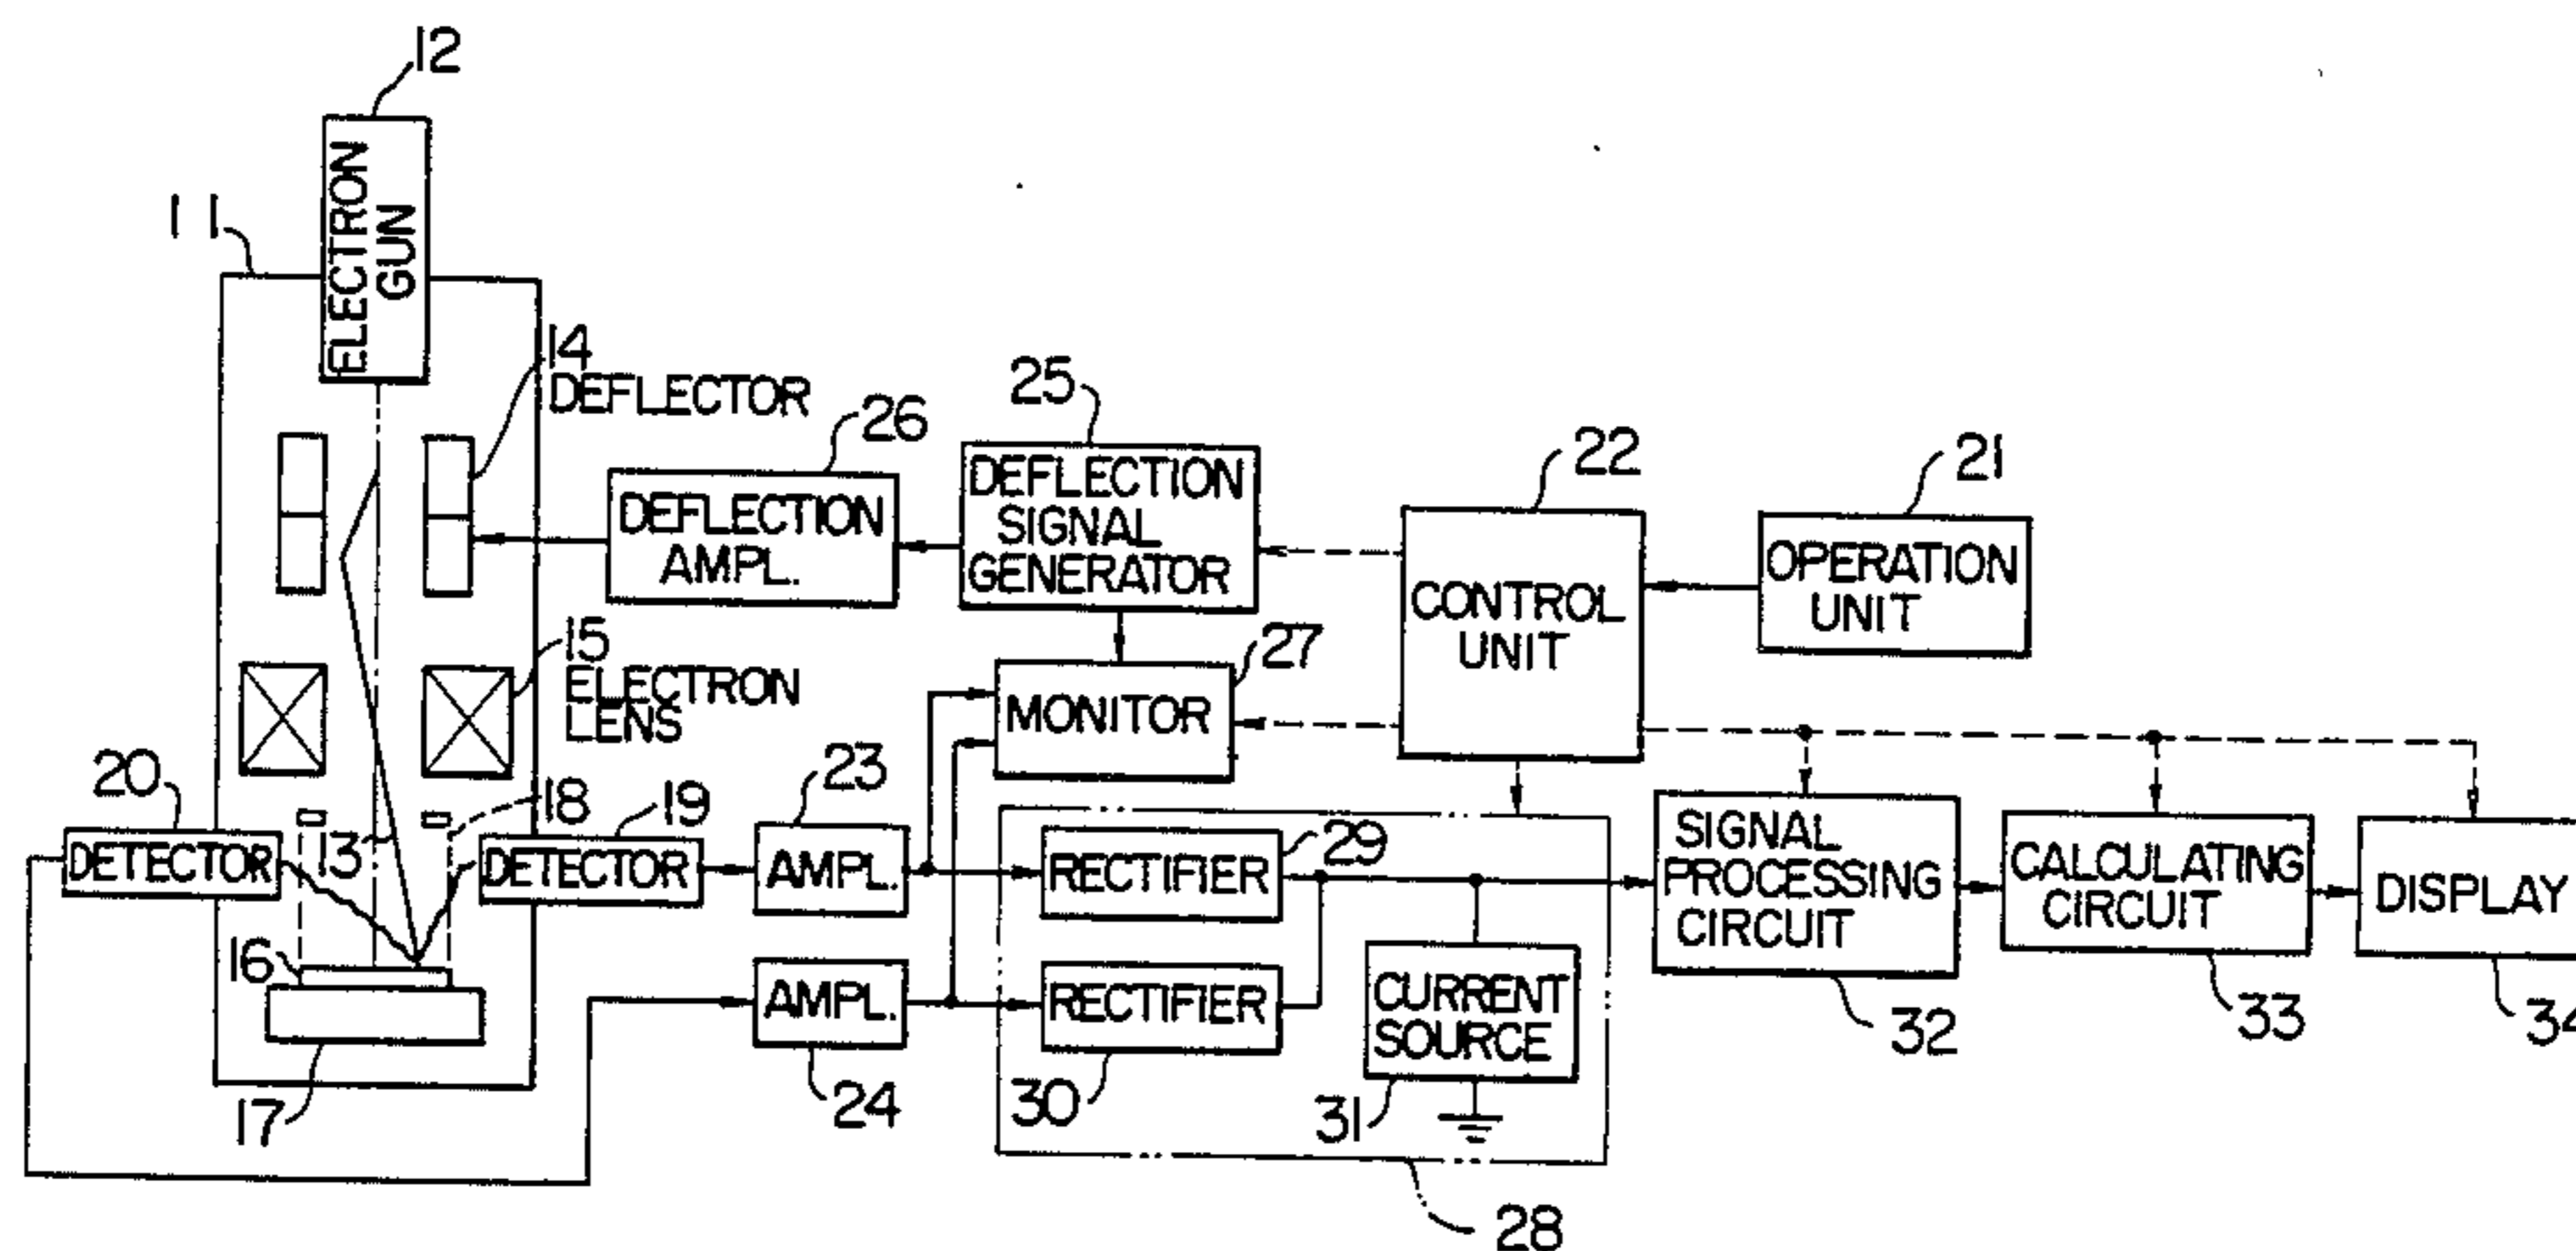 12
ELECTRON
GUN
11
14
DEFLECTOR
26
DEFLECTION
AMPL.
25
DEFLECTION
SIGNAL
GENERATOR
22
CONTROL
UNIT
21
OPERATION
UNIT
15
ELECTRON
LENS
27
MONITOR
20
DETECTOR
13
18
19
DETECTOR
23
AMPL.
29
RECTIFIER
SIGNAL
PROCESSING
CIRCUIT
32
CALCULATING
CIRCUIT
33
DISPLAY
34
16
17
AMPL.
24
RECTIFIER
30
CURRENT
SOURCE
31
28